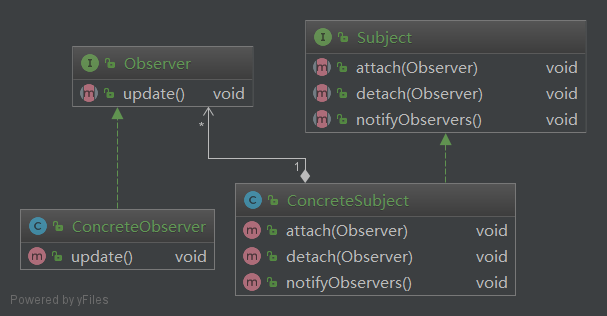 I Subject
m attach(Observer) void
m detach(Observer) void
m notifyObservers() void
I Observer
m update() void
*
1
C ConcreteObserver
m update() void
C ConcreteSubject
m attach(Observer) void
m detach(Observer) void
m notifyObservers() void
Powered by yFiles